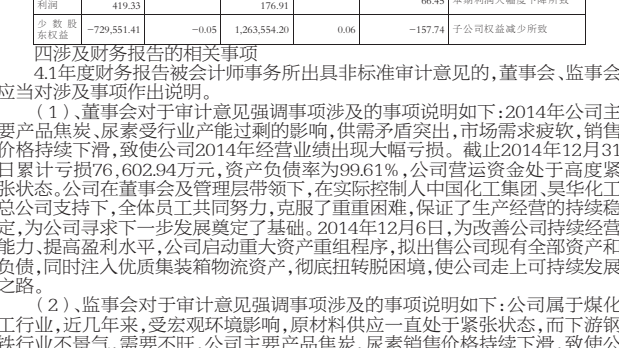 利润 419.33 176.91 66.45 本期利润大幅度下降所致
少数股 -729,551.41 -0.05 1,263,554.20 0.06 -157.74 子公司权益减少所致
东权益
四涉及财务报告的相关事项
4.1年度财务报告被会计师事务所出具非标准审计意见的,董事会、监事会
应当对涉及事项作出说明。
(1)、董事会对于审计意见强调事项涉及的事项说明如下:2014年公司主
要产品焦炭、尿素受行业产能过剩的影响,供需矛盾突出,市场需求疲软,销售
价格持续下滑,致使公司2014年经营业绩出现大幅亏损。截止2014年12月31
日累计亏损76,602.94万元,资产负债率为99.61%,公司营运资金处于高度紧
张状态。公司在董事会及管理层带领下,在实际控制人中国化工集团、昊华化工
总公司支持下,全体员工共同努力,克服了重重困难,保证了生产经营的持续稳
定,为公司寻求下一步发展奠定了基础。2014年12月6日,为改善公司持续经营
能力、提高盈利水平,公司启动重大资产重组程序,拟出售公司现有全部资产和
负债,同时注入优质集装箱物流资产,彻底扭转脱困境,使公司走上可持续发展
之路。
(2)、监事会对于审计意见强调事项涉及的事项说明如下:公司属于煤化
工行业,近几年来,受宏观环境影响,原材料供应一直处于紧张状态,而下游钢
铁行业不景气,需要不旺,公司主要产品焦炭、尿素销售价格持续下滑,致使公